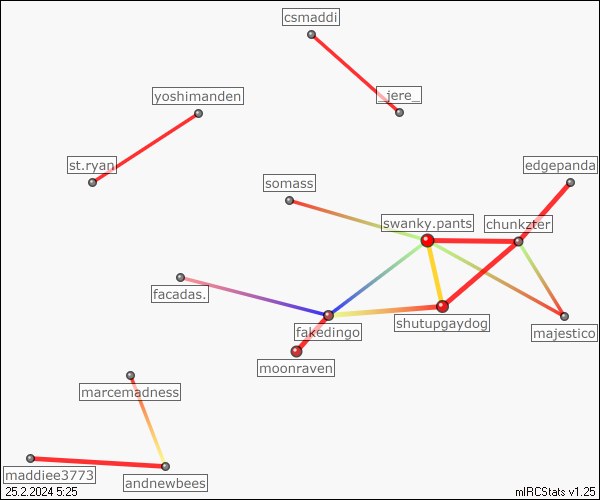 csmaddi
_jere_
yoshimanden
st.ryan
edgepanda
somass
swanky.pants
chunkzter
facadas.
fakedingo
shutupgaydog
majestico
moonraven
marcemadness
maddiee3773
andnewbees
25.2.2024 5:25
mIRCStats v1.25